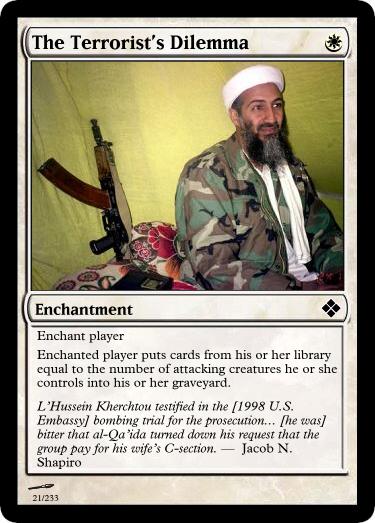 The Terrorist's Dilemma
Enchantment
Enchant player
Enchanted player puts cards from his or her library
equal to the number of attacking creatures he or she
controls into his or her graveyard.
L'Hussein Kherchtou testified in the [1998 U.S.
Embassy] bombing trial for the prosecution... [he was]
bitter that al-Qa'ida turned down his request that the
group pay for his wife's C-section. — Jacob N.
Shapiro
21/233